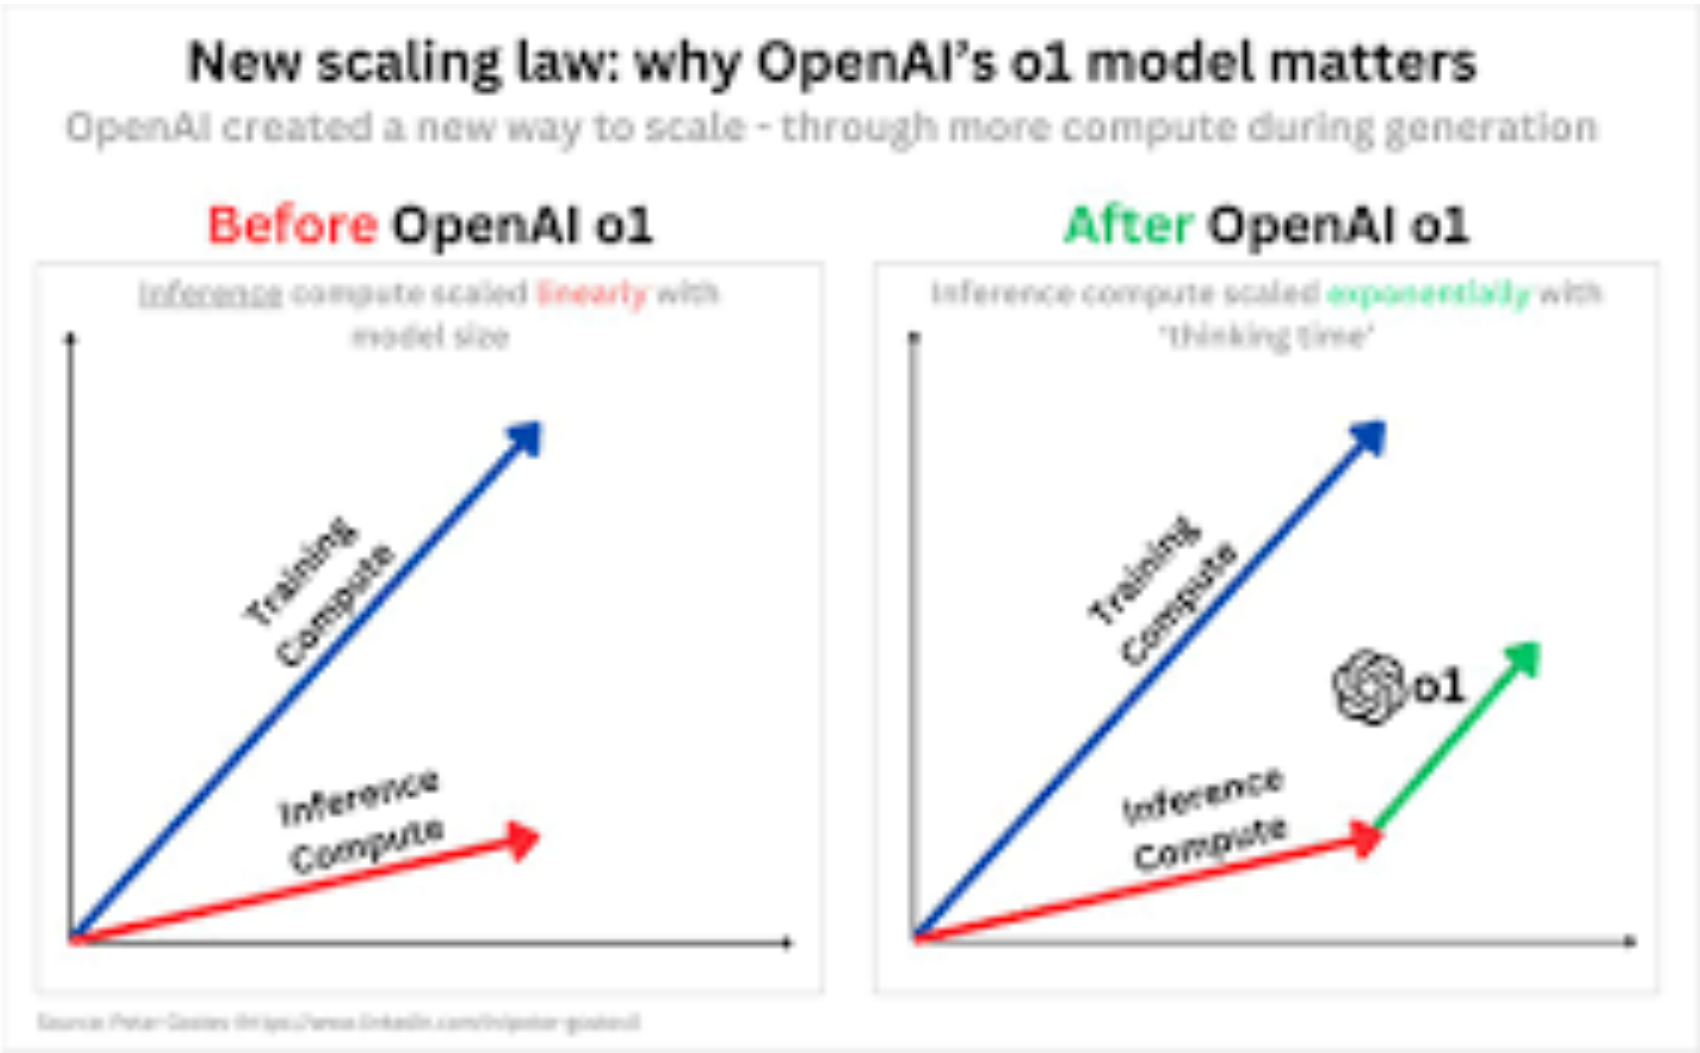 New scaling law: why OpenAI's o1 model matters
OpenAI created a new way to scale - through more compute during generation
Before OpenAI o1
Inference compute scaled linearly with
model size
Training
Compute
Inference
Compute
After OpenAI o1
Inference compute scaled exponentially with
'thinking time'
Training
Compute
o1
Inference
Compute
Source: Peter